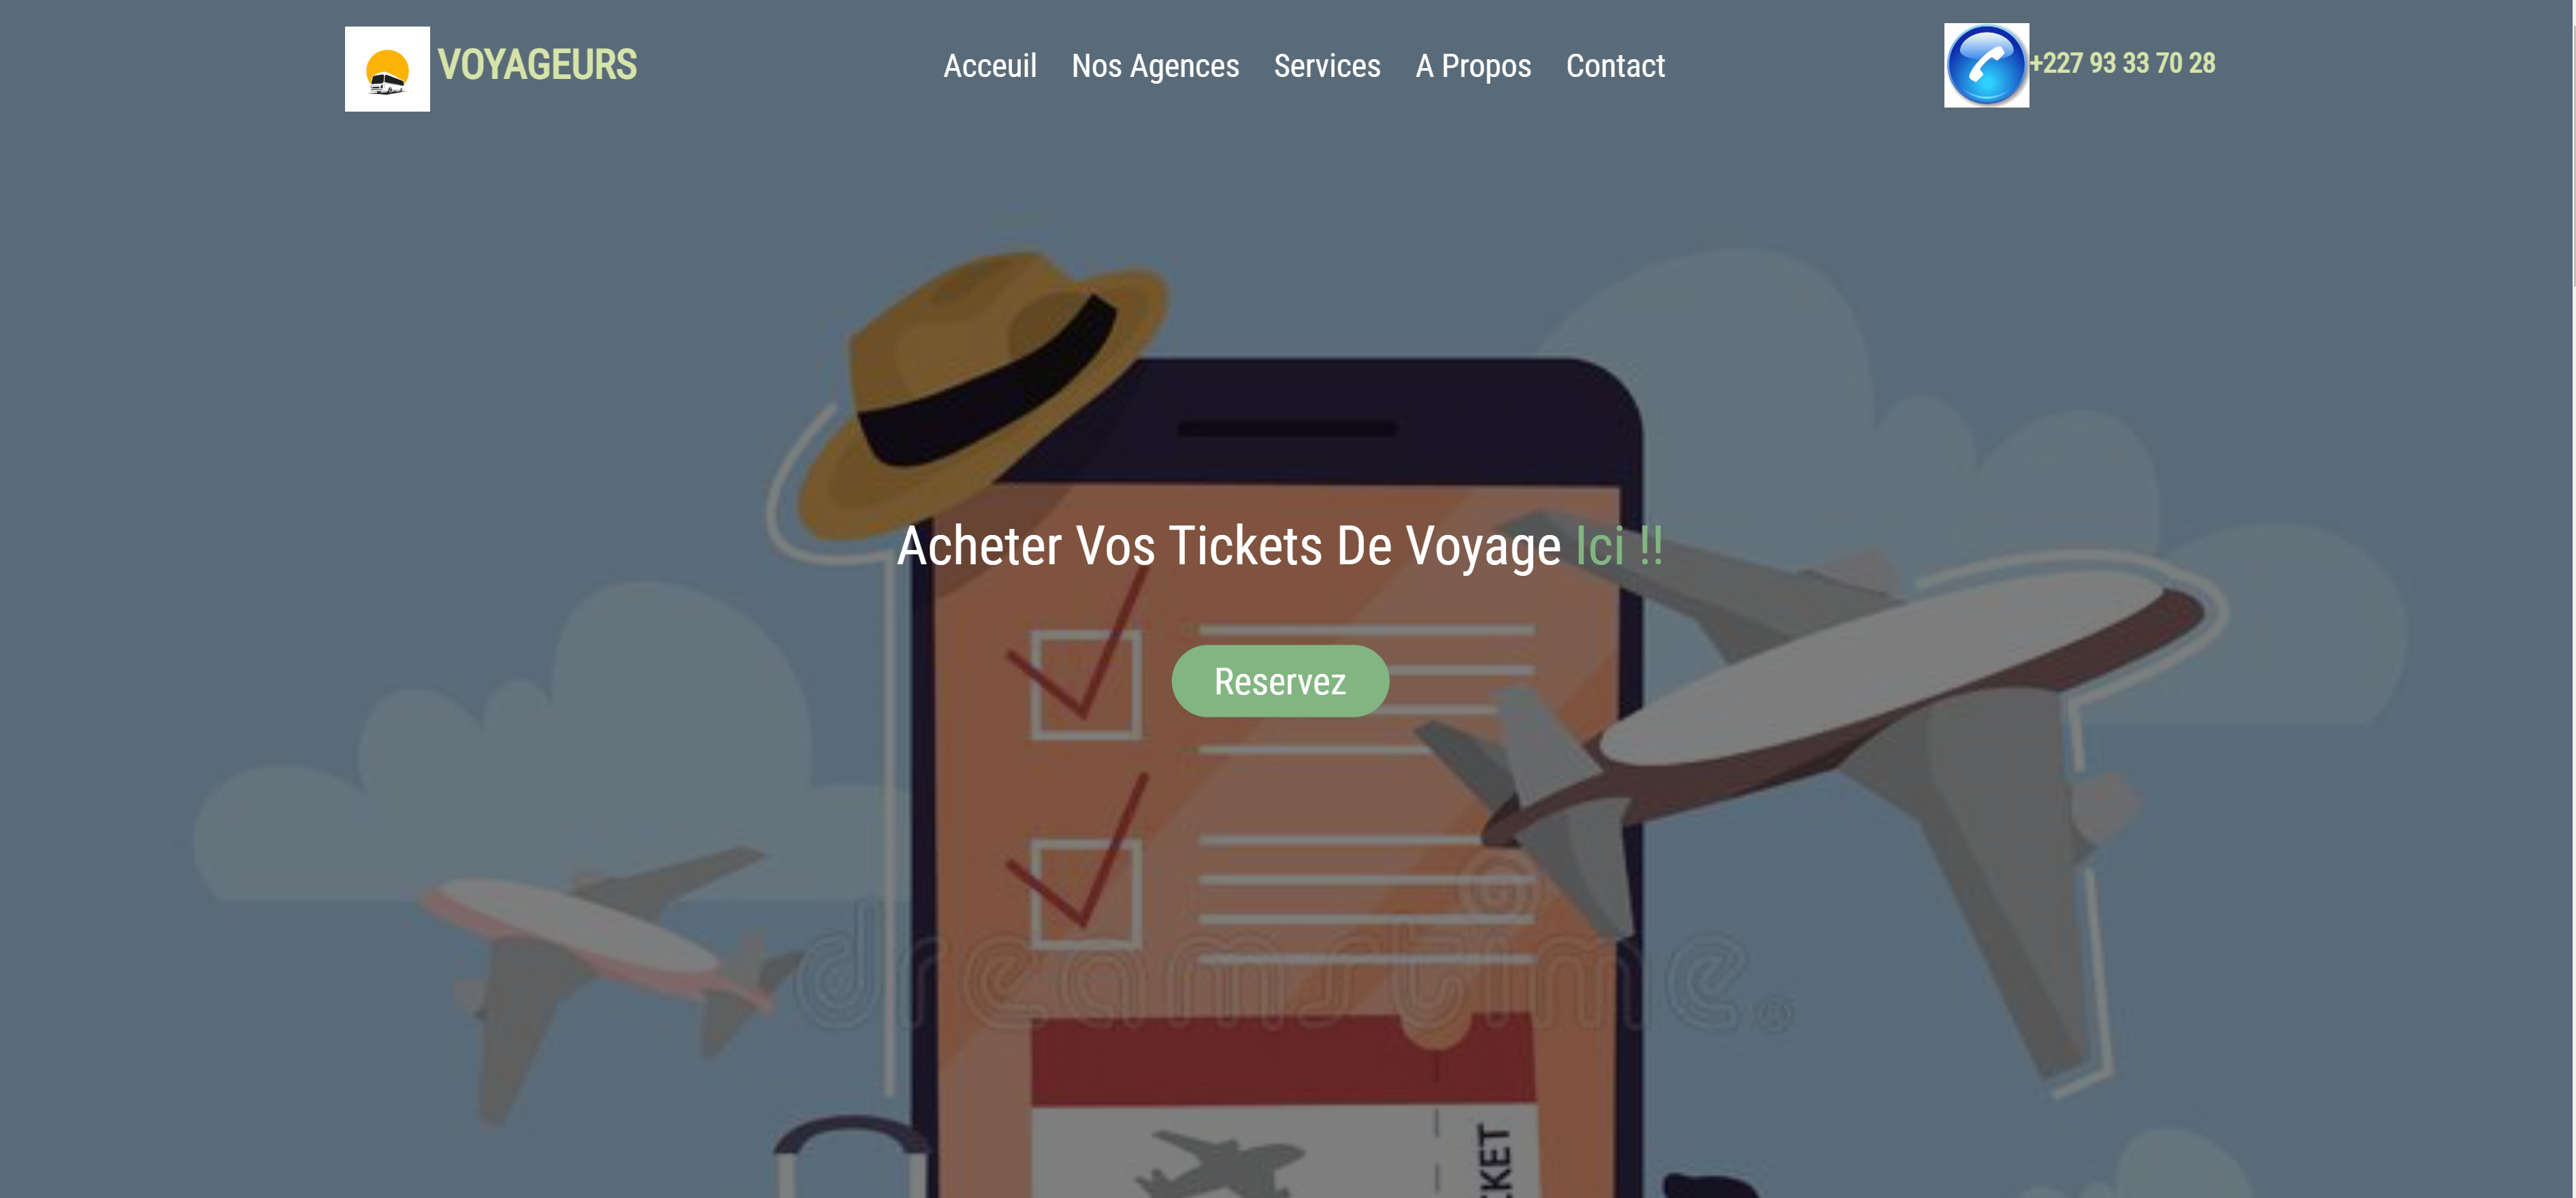 VOYAGEURS
Acceuil Nos Agences Services A Propos Contact
+227 93 33 70 28
Acheter Vos Tickets De Voyage Ici !!
Reservez
dreamstime
KET